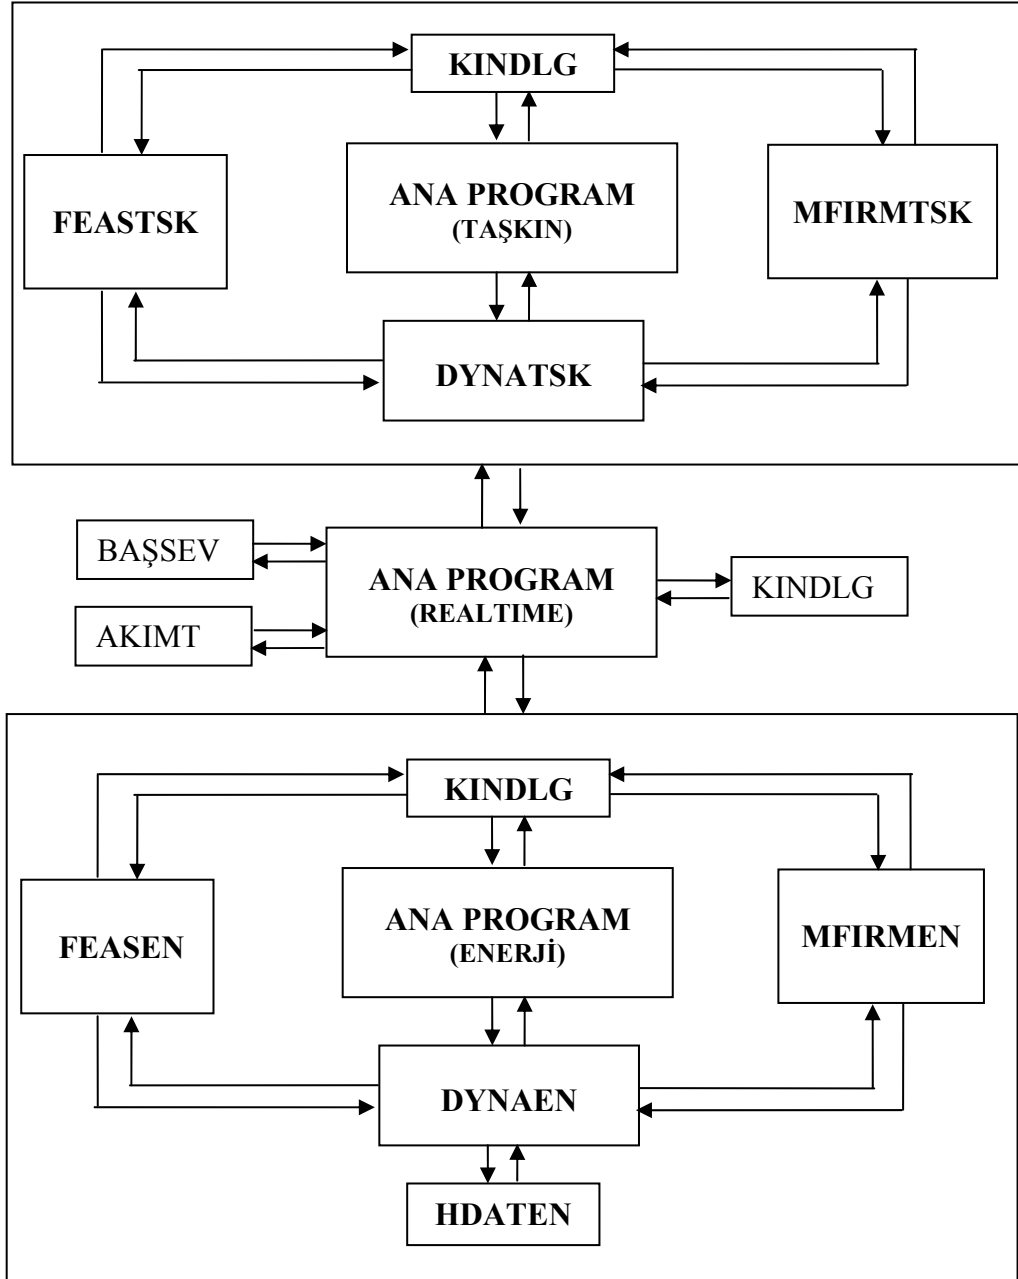 KINDLG
FEASTSK
ANA PROGRAM
(TAŞKIN)
MFIRMTSK
DYNATSK
BAŞSEV
AKIMT
ANA PROGRAM
(REALTIME)
KINDLG
KINDLG
FEASEN
ANA PROGRAM
(ENERJİ)
MFIRMEN
DYNAEN
HDATEN